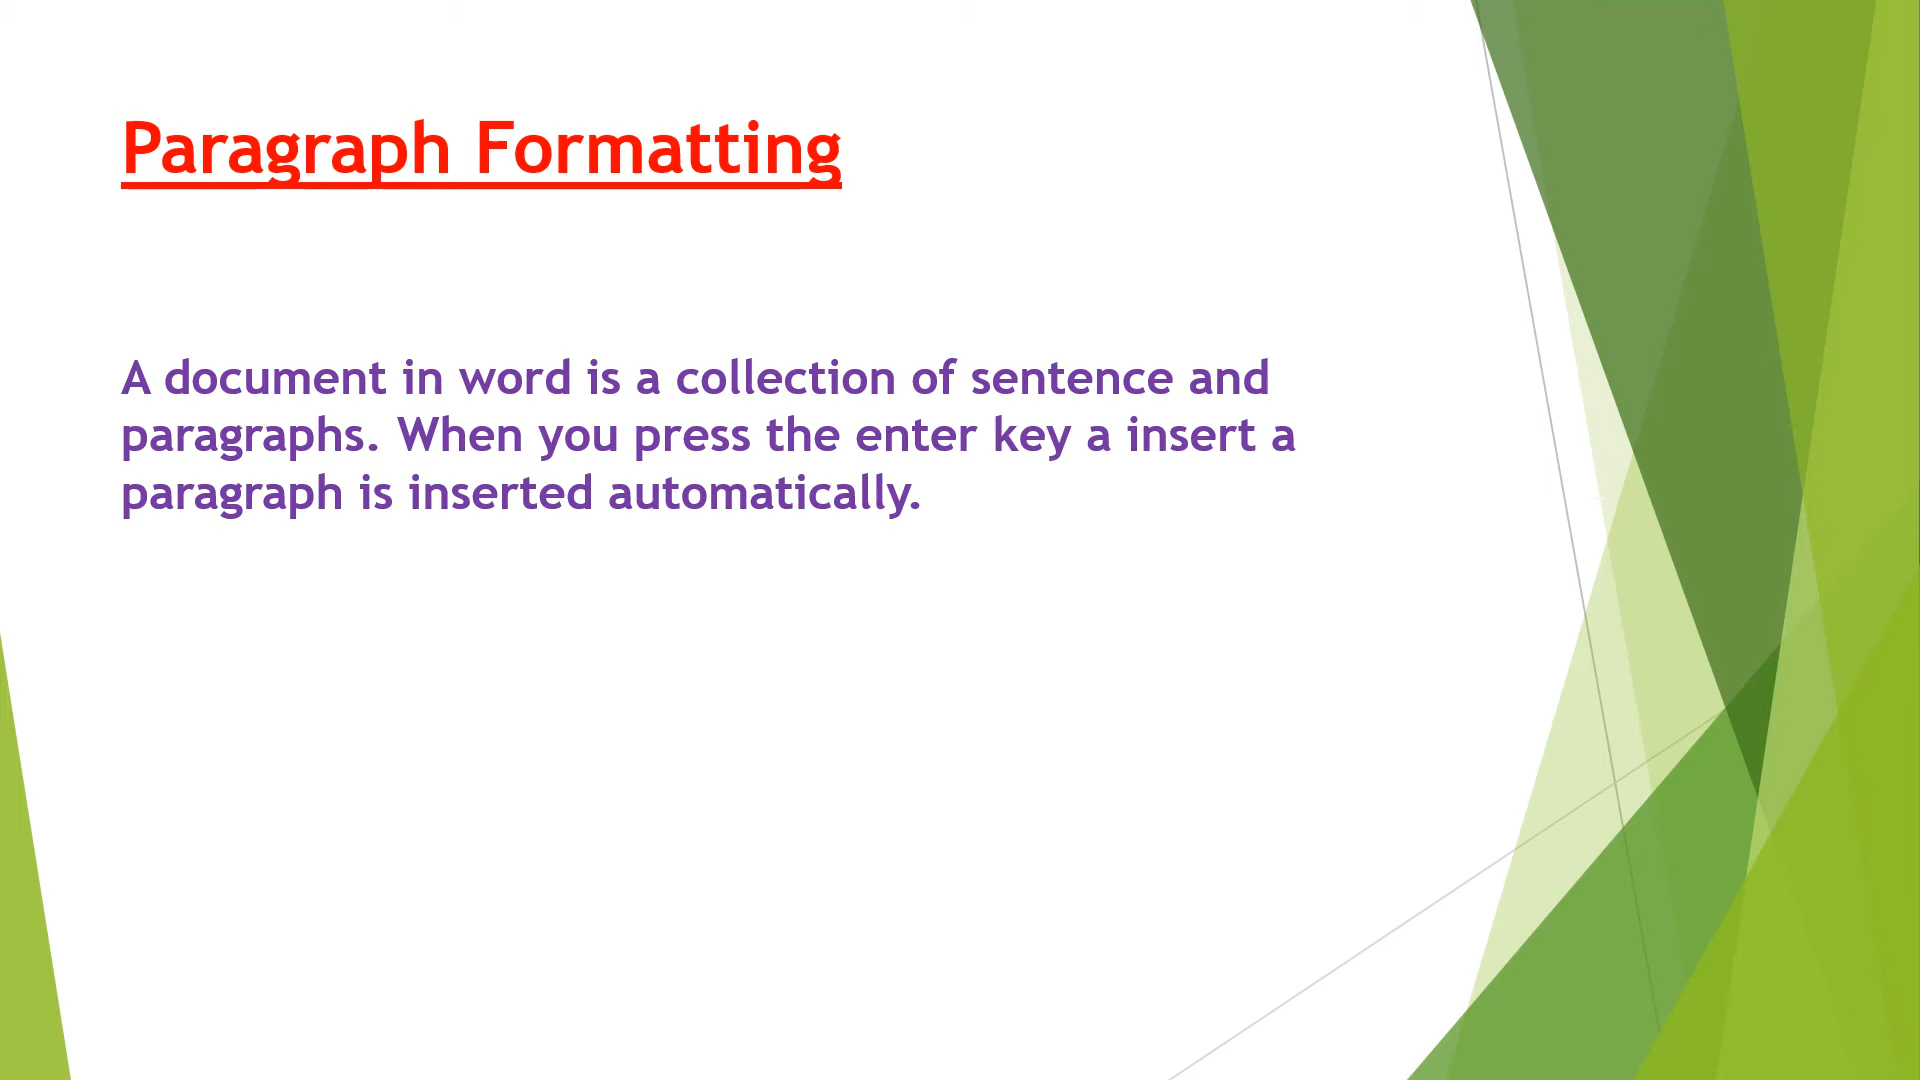 Paragraph Formatting
A document in word is a collection of sentence and
paragraphs. When you press the enter key a insert a
paragraph is inserted automatically.